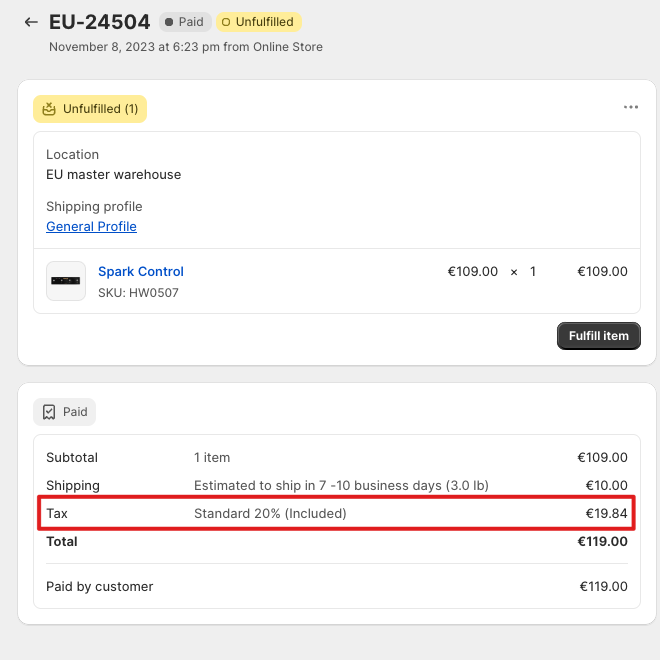 EU-24504 Paid Unfulfilled
November 8, 2023 at 6:23 pm from Online Store
Unfulfilled (1)
Location
EU master warehouse
Shipping profile
General Profile
Spark Control €109.00 × 1 €109.00
SKU: HW0507
Fulfill item
Paid
Subtotal 1 item €109.00
Shipping Estimated to ship in 7 -10 business days (3.0 lb) €10.00
Tax Standard 20% (Included) €19.84
Total €119.00
Paid by customer €119.00